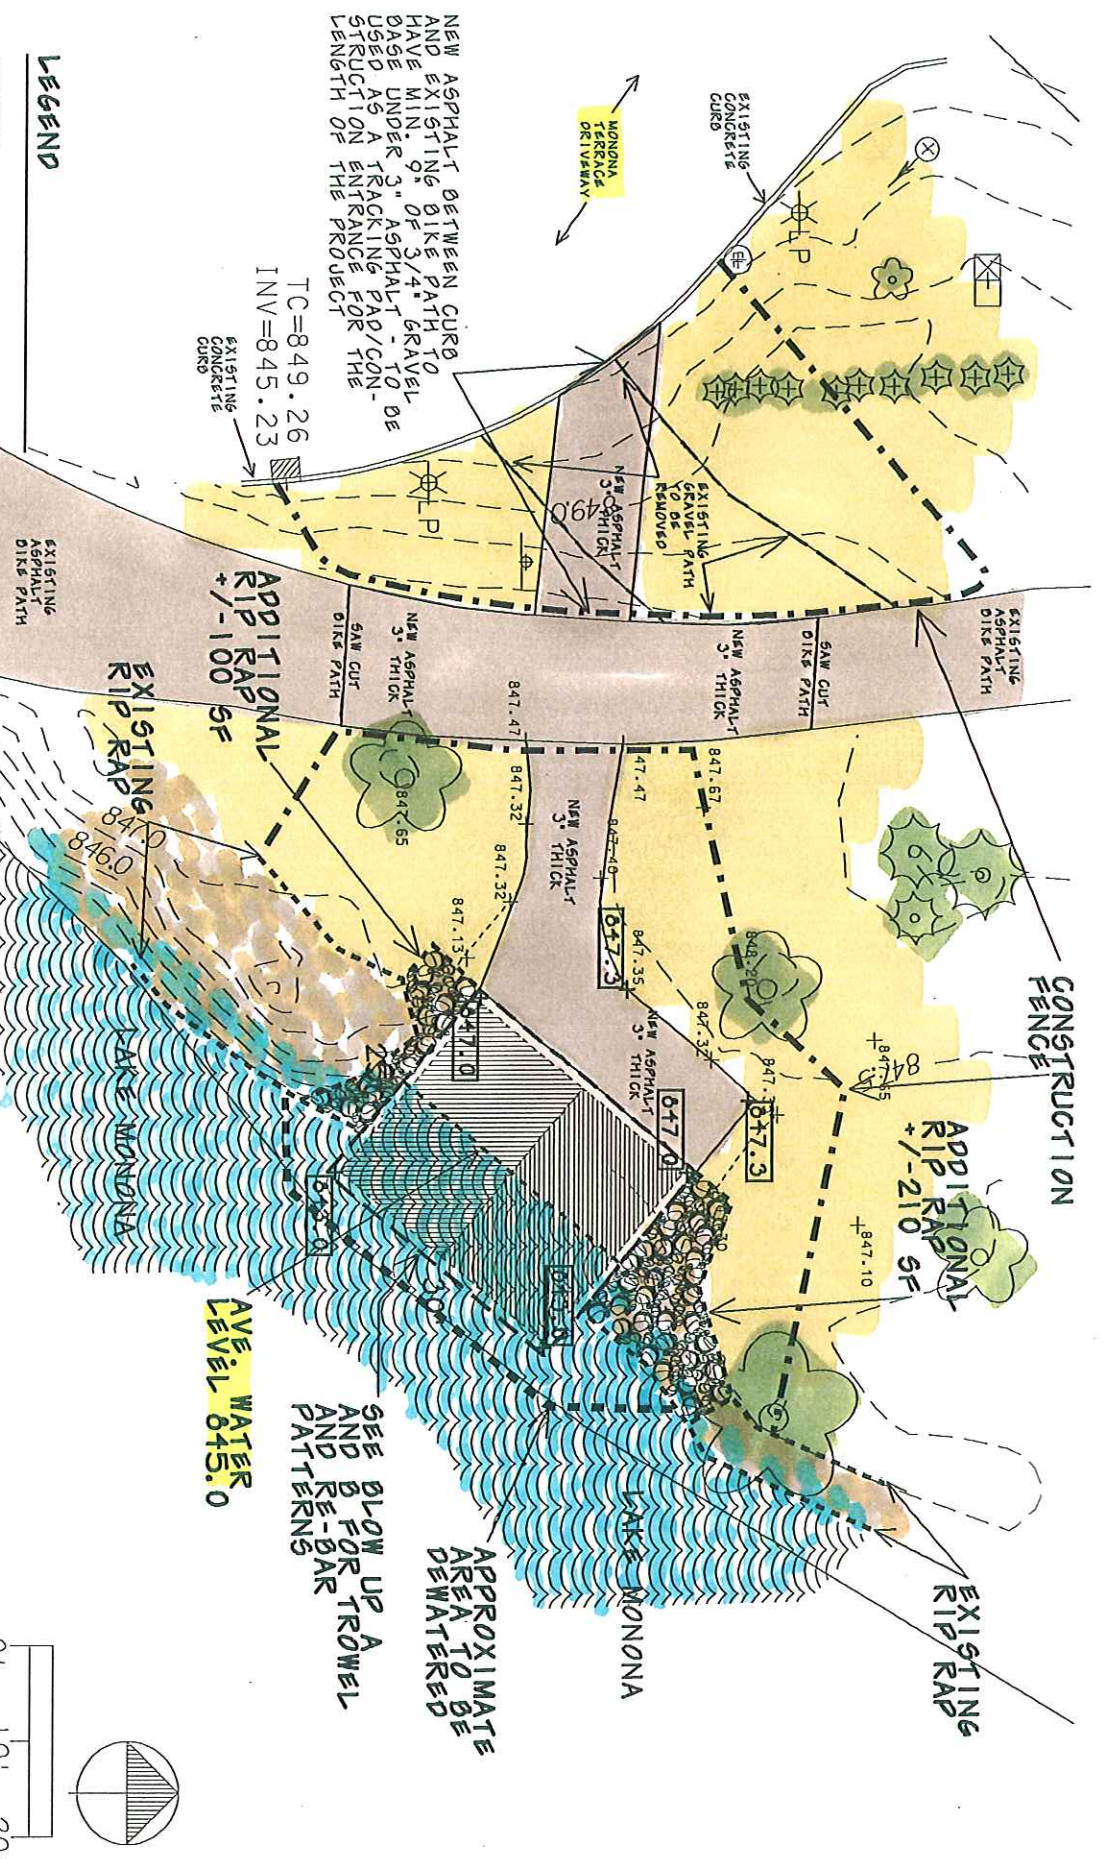 LEGEND
NEW ASPHALT BETWEEN CURB
AND EXISTING BIKE PATH TO
HAVE MIN. 9" OF 3/4" GRAVEL
BASE UNDER 3" ASPHALT - TO BE
USED AS A TRACKING PAD/CON-
STRUCTION ENTRANCE FOR THE
LENGTH OF THE PROJECT
MONONA
TERRACE
DRIVEWAY
EXISTING
CONCRETE
CURB
LP
TC=849.26
INV=845.23
EXISTING
CONCRETE
CURB
LP
NEW ASPHALT
3" THICK
849.0
EXISTING
GRAVEL PATH
TO BE
REMOVED
EXISTING
ASPHALT
BIKE PATH
SAW CUT
BIKE PATH
NEW ASPHALT
3" THICK
NEW ASPHALT
3" THICK
SAW CUT
BIKE PATH
EXISTING
ASPHALT
BIKE PATH
ADDITIONAL
RIP RAP
+/-100 SF
EXISTING
RIP RAP
847.0
846.0
847.65
847.47
847.32
847.32
847.13
47.47
847.67
847.40
847.3
847.35
847.32
848.20
NEW ASPHALT
3"
THICK
NEW ASPHALT
3"
THICK
847.0
847.0
847.3
847.10
CONSTRUCTION
FENCE
ADDITIONAL
RIP RAP
+/-210 SF
843.0
30
LAKE MONONA
AVE. WATER
LEVEL 845.0
SEE BLOW UP A
AND B FOR TROWEL
AND RE-BAR
PATTERNS
APPROXIMATE
AREA TO BE
DEWATERED
LAKE MONONA
EXISTING
RIP RAP